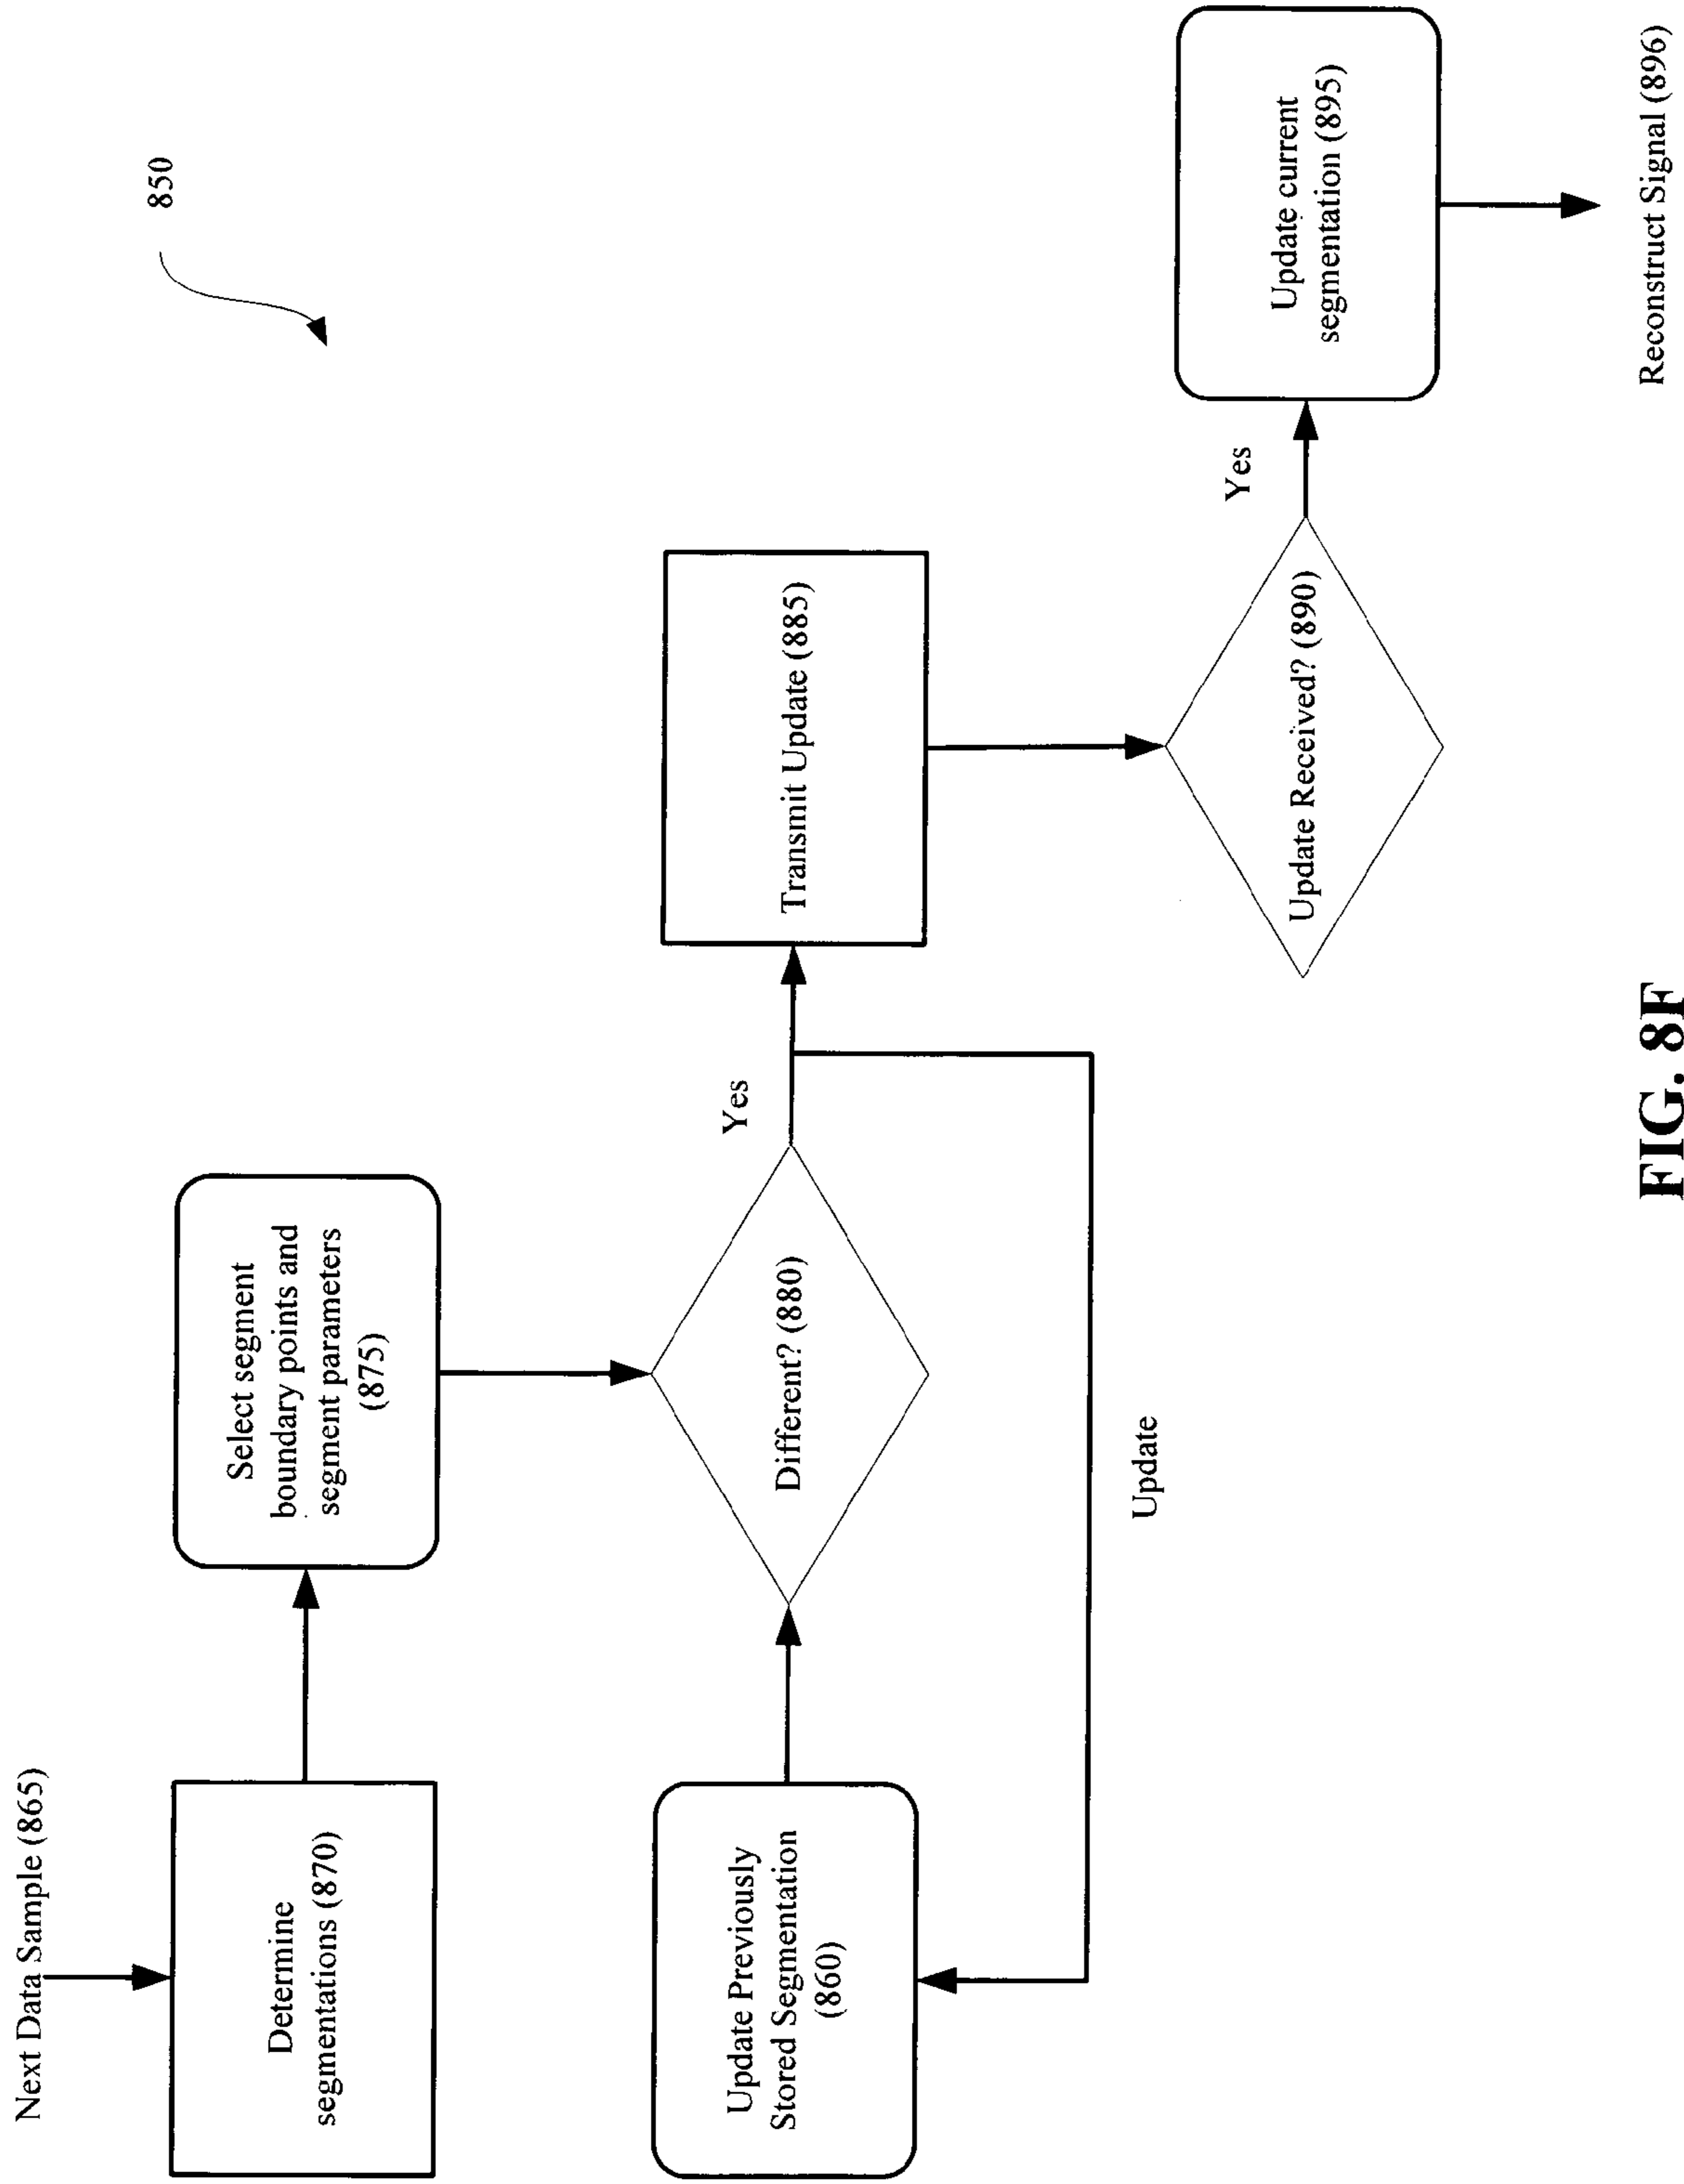 850
Next Data Sample (865)
Determine
segmentations (870)
Select segment
boundary points and
segment parameters
(875)
Update Previously
Stored Segmentation
(860)
Different? (880)
Yes
Update
Transmit Update (885)
Update Received? (890)
Yes
Update current
segmentation (895)
Reconstruct Signal (896)
FIG. 8F